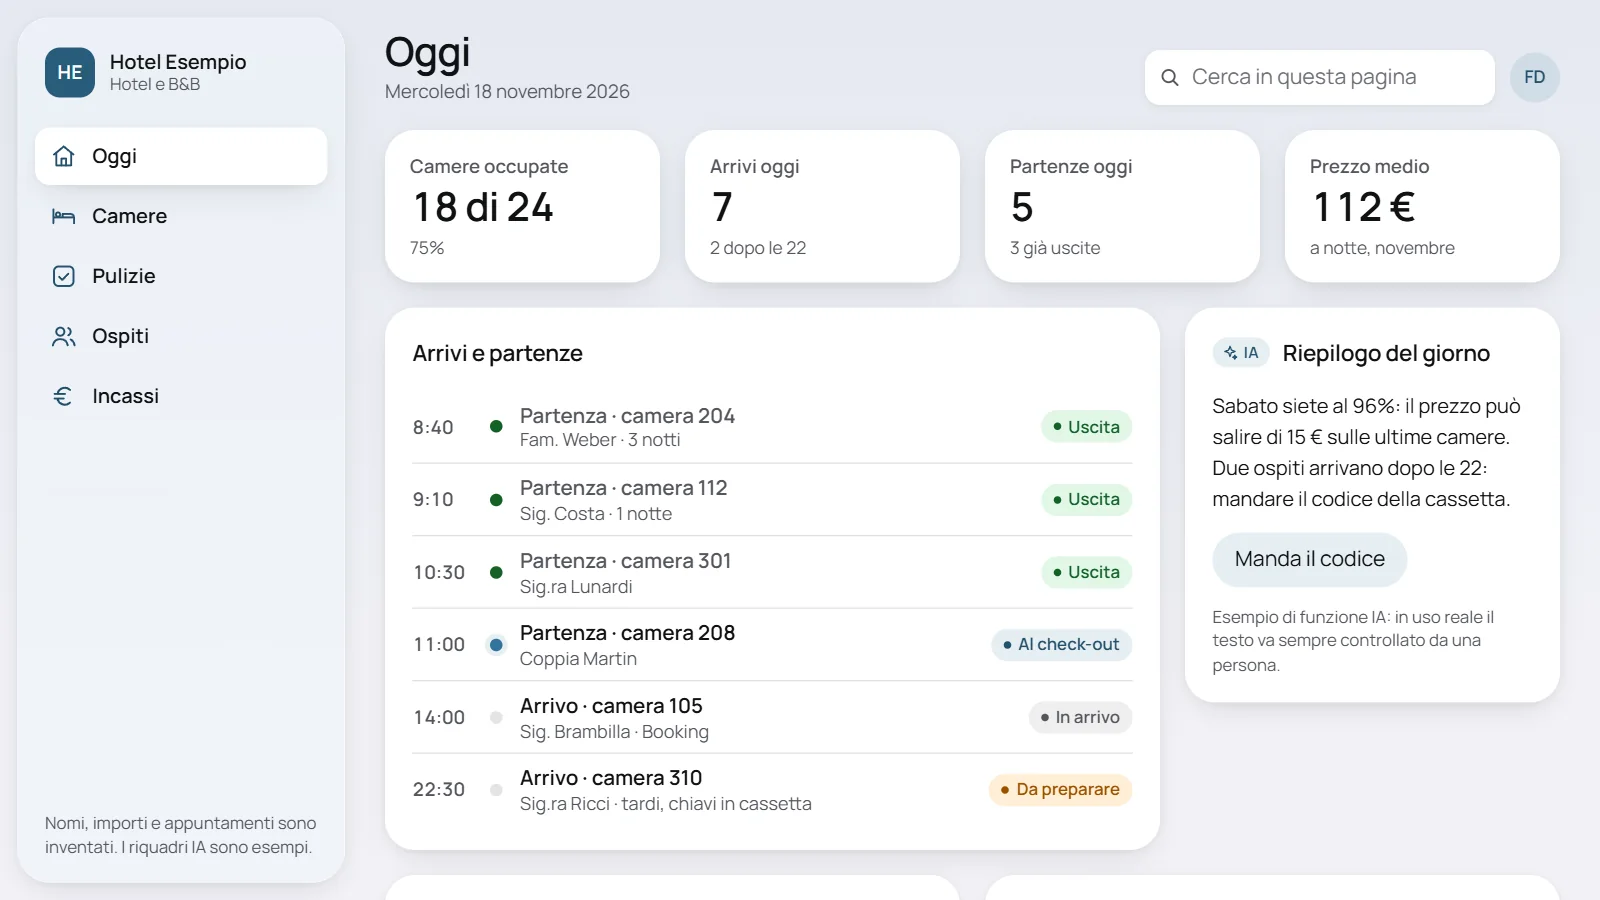 HE
Hotel Esempio
Hotel e B&B
Oggi
Camere
Pulizie
Ospiti
Incassi
Nomi, importi e appuntamenti sono
inventati. I riquadri IA sono esempi.
Oggi
Mercoledì 18 novembre 2026
Cerca in questa pagina
FD
Camere occupate
18 di 24
75%
Arrivi oggi
7
2 dopo le 22
Partenze oggi
5
3 già uscite
Prezzo medio
112 €
a notte, novembre
Arrivi e partenze
8:40
Partenza · camera 204
Fam. Weber · 3 notti
Uscita
9:10
Partenza · camera 112
Sig. Costa · 1 notte
Uscita
10:30
Partenza · camera 301
Sig.ra Lunardi
Uscita
11:00
Partenza · camera 208
Coppia Martin
Al check-out
14:00
Arrivo · camera 105
Sig. Brambilla · Booking
In arrivo
22:30
Arrivo · camera 310
Sig.ra Ricci · tardi, chiavi in cassetta
Da preparare
IA
Riepilogo del giorno
Sabato siete al 96%: il prezzo può
salire di 15 € sulle ultime camere.
Due ospiti arrivano dopo le 22:
mandare il codice della cassetta.
Manda il codice
Esempio di funzione IA: in uso reale il
testo va sempre controllato da una
persona.